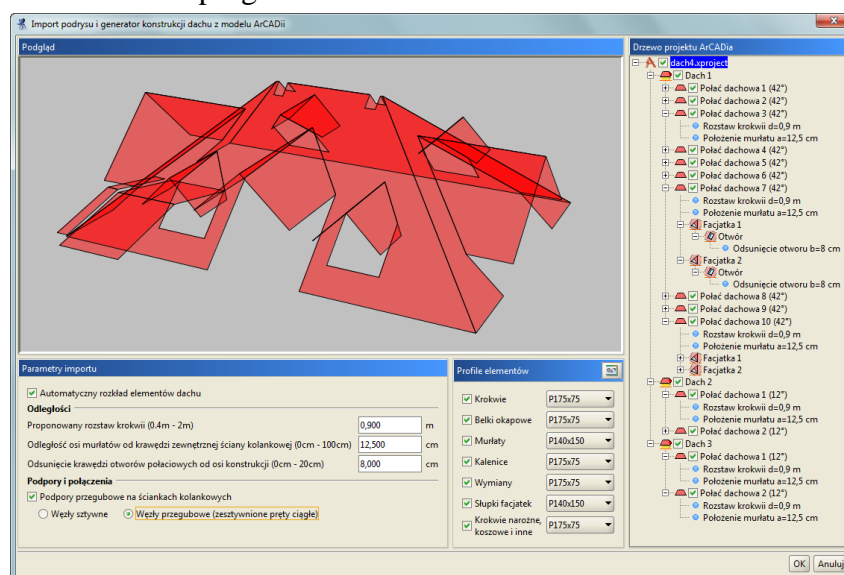 Import podrysu i generator konstrukcji dachu z modelu ArCADii
Podgląd
Parametry importu
Automatyczny rozkład elementów dachu
Odległości
Proponowany rozstaw krokwii (0.4m - 2m) 0,900 m
Odległość osi murłatów od krawędzi zewnętrznej ściany kolankowej (0cm - 100cm) 12,500 cm
Odsunięcie krawędzi otworów połaciowych od osi konstrukcji (0cm - 20cm) 8,000 cm
Podpory i połączenia
Podpory przegubowe na ściankach kolankowych
Węzły sztywne Węzły przegubowe (zesztywnione pręty ciągłe)
Profile elementów
Krokwie P175x75
Belki okapowe P175x75
Murłaty P140x150
Kalenice P175x75
Wymiany P175x75
Słupki facjatek P140x150
Krokwie narożne,
koszowe i inne P175x75
Drzewo projektu ArCADia
dach4.xproject
Dach 1
Połać dachowa 1 (42°)
Połać dachowa 2 (42°)
Połać dachowa 3 (42°)
Rozstaw krokwii d=0,9 m
Położenie murłatu a=12,5 cm
Połać dachowa 4 (42°)
Połać dachowa 5 (42°)
Połać dachowa 6 (42°)
Połać dachowa 7 (42°)
Rozstaw krokwii d=0,9 m
Położenie murłatu a=12,5 cm
Facjatka 1
Otwór
Odsunięcie otworu b=8 cm
Facjatka 2
Otwór
Odsunięcie otworu b=8 cm
Połać dachowa 8 (42°)
Połać dachowa 9 (42°)
Połać dachowa 10 (42°)
Rozstaw krokwii d=0,9 m
Położenie murłatu a=12,5 cm
Facjatka 1
Facjatka 2
Dach 2
Połać dachowa 1 (12°)
Rozstaw krokwii d=0,9 m
Położenie murłatu a=12,5 cm
Połać dachowa 2 (12°)
Dach 3
Połać dachowa 1 (12°)
Rozstaw krokwii d=0,9 m
Położenie murłatu a=12,5 cm
Połać dachowa 2 (12°)
Rozstaw krokwii d=0,9 m
Położenie murłatu a=12,5 cm
OK Anuluj